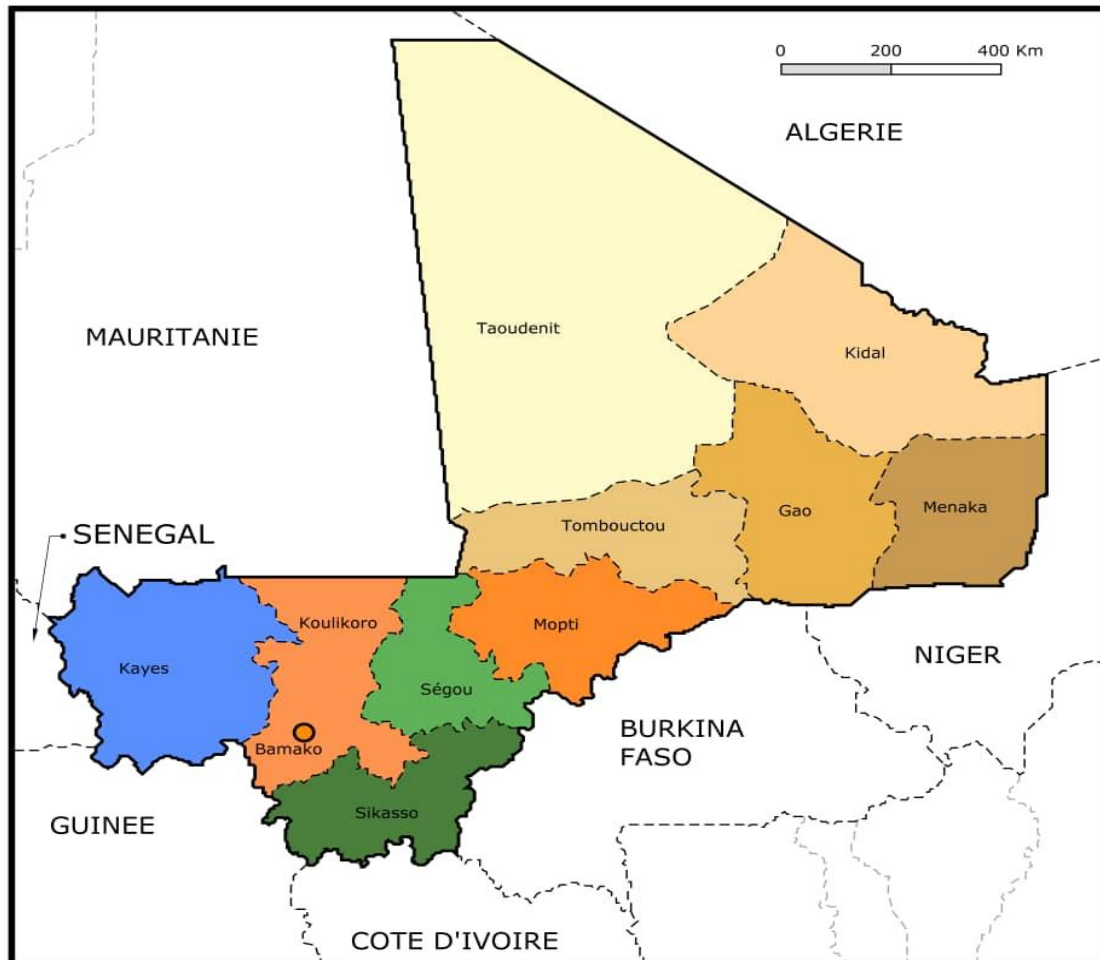 0 200 400 Km
ALGERIE
MAURITANIE
Taoudenit
Kidal
SENEGAL
Tombouctou
Gao
Menaka
Koulikoro
Mopti
Kayes
Ségou
NIGER
BURKINA
FASO
Bamako
Sikasso
GUINEE
COTE D'IVOIRE